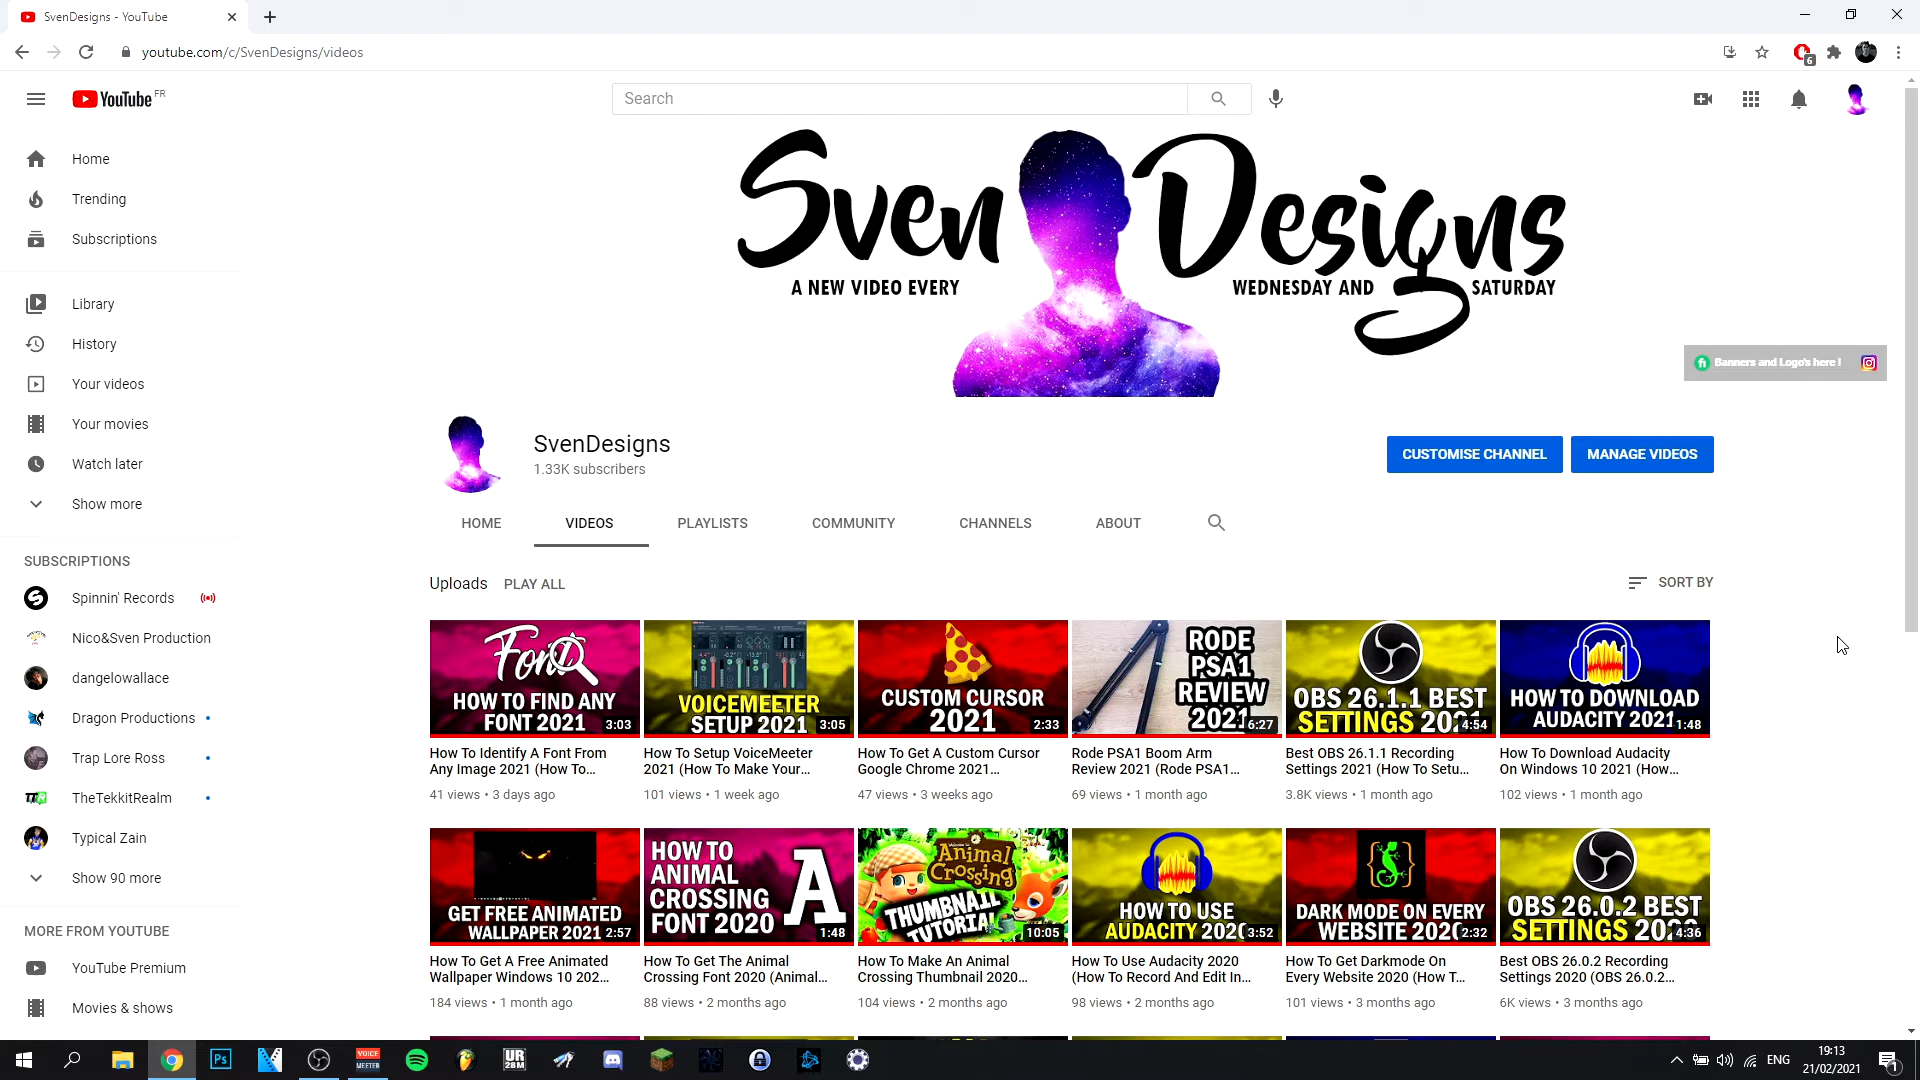 SvenDesigns - YouTube
youtube.com/c/SvenDesigns/videos
6
YouTube FR
Search
Home
Trending
Subscriptions
Library
History
Your videos
Your movies
Watch later
Show more
SUBSCRIPTIONS
Spinnin' Records
Nico&Sven Production
dangelowallace
Dragon Productions
Trap Lore Ross
TheTekkitRealm
Typical Zain
Show 90 more
MORE FROM YOUTUBE
YouTube Premium
Movies & shows
Sven Designs
A NEW VIDEO EVERY WEDNESDAY AND SATURDAY
Banners and Logo's here !
SvenDesigns
1.33K subscribers
CUSTOMISE CHANNEL MANAGE VIDEOS
HOME VIDEOS PLAYLISTS COMMUNITY CHANNELS ABOUT
Uploads PLAY ALL SORT BY
Font
HOW TO FIND ANY
FONT 2021 3:03
How To Identify A Font From
Any Image 2021 (How To...
41 views • 3 days ago
VOICEMEETER
SETUP 2021 3:05
How To Setup VoiceMeeter
2021 (How To Make Your...
101 views • 1 week ago
CUSTOM CURSOR
2021 2:33
How To Get A Custom Cursor
Google Chrome 2021...
47 views • 3 weeks ago
RODE
PSA1
REVIEW
2021 6:27
Rode PSA1 Boom Arm
Review 2021 (Rode PSA1...
69 views • 1 month ago
OBS 26.1.1 BEST
SETTINGS 2021 4:54
Best OBS 26.1.1 Recording
Settings 2021 (How To Setu...
3.8K views • 1 month ago
HOW TO DOWNLOAD
AUDACITY 2021 1:48
How To Download Audacity
On Windows 10 2021 (How...
102 views • 1 month ago
GET FREE ANIMATED
WALLPAPER 2021 2:57
How To Get A Free Animated
Wallpaper Windows 10 202...
184 views • 1 month ago
HOW TO
ANIMAL
CROSSING
FONT 2020 A
1:48
How To Get The Animal
Crossing Font 2020 (Animal...
88 views • 2 months ago
Animal
Crossing
THUMBNAIL
TUTORIAL 10:05
How To Make An Animal
Crossing Thumbnail 2020...
104 views • 2 months ago
HOW TO USE
AUDACITY 2020 3:52
How To Use Audacity 2020
(How To Record And Edit In...
98 views • 2 months ago
DARK MODE ON EVERY
WEBSITE 2020 2:32
How To Get Darkmode On
Every Website 2020 (How T...
101 views • 3 months ago
OBS 26.0.2 BEST
SETTINGS 2020 4:36
Best OBS 26.0.2 Recording
Settings 2020 (OBS 26.0.2...
6K views • 3 months ago
Ps
VOICE
MEETER
UR
28M
ENG
19:13
21/02/2021
1